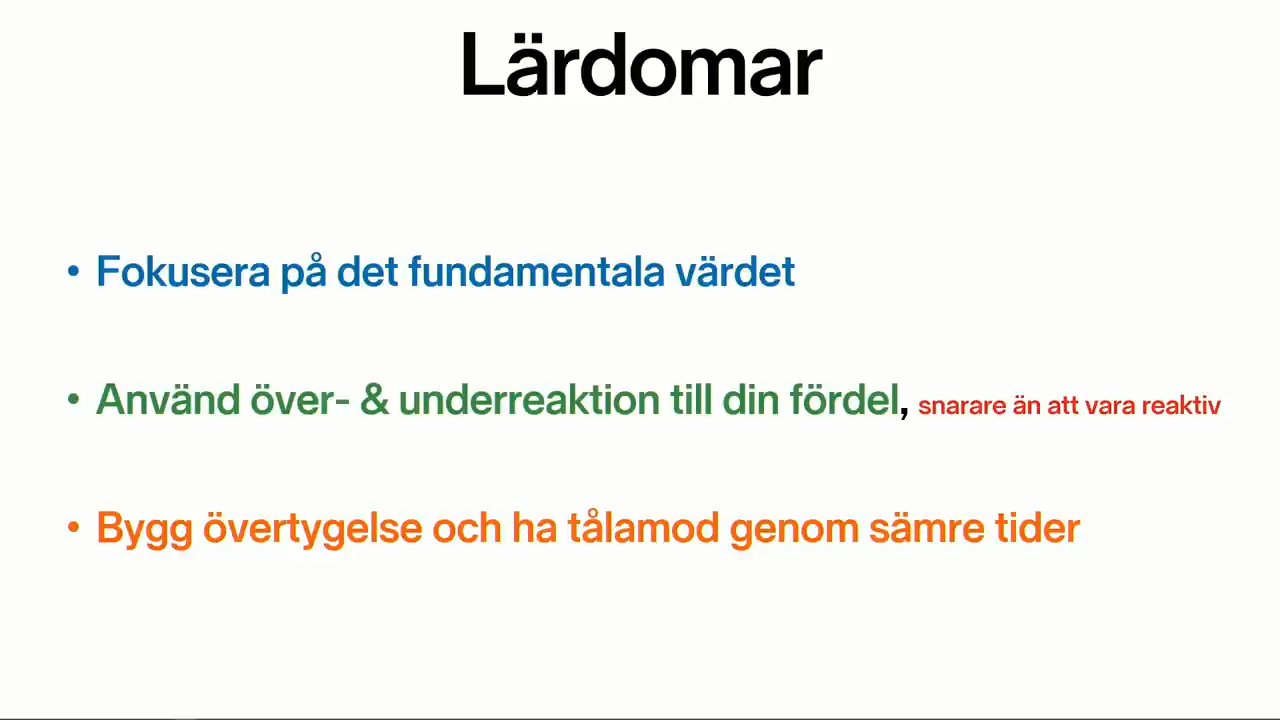 Lärdomar
• Fokusera på det fundamentala värdet
• Använd över- & underreaktion till din fördel, snarare än att vara reaktiv
• Bygg övertygelse och ha tålamod genom sämre tider